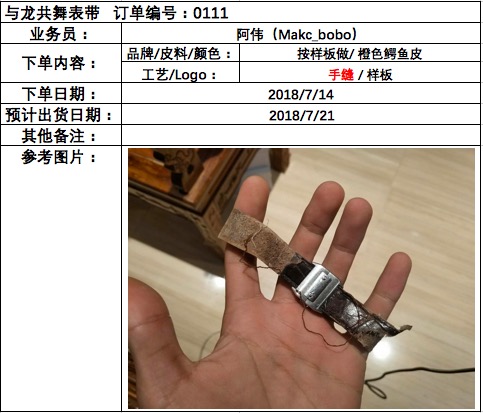 与龙共舞表带 订单编号：0111
业务员： 阿伟（Makc_bobo）
下单内容： 品牌/皮料/颜色： 按样板做/ 橙色鳄鱼皮
工艺/Logo： 手缝 / 样板
下单日期： 2018/7/14
预计出货日期： 2018/7/21
其他备注：
参考图片：